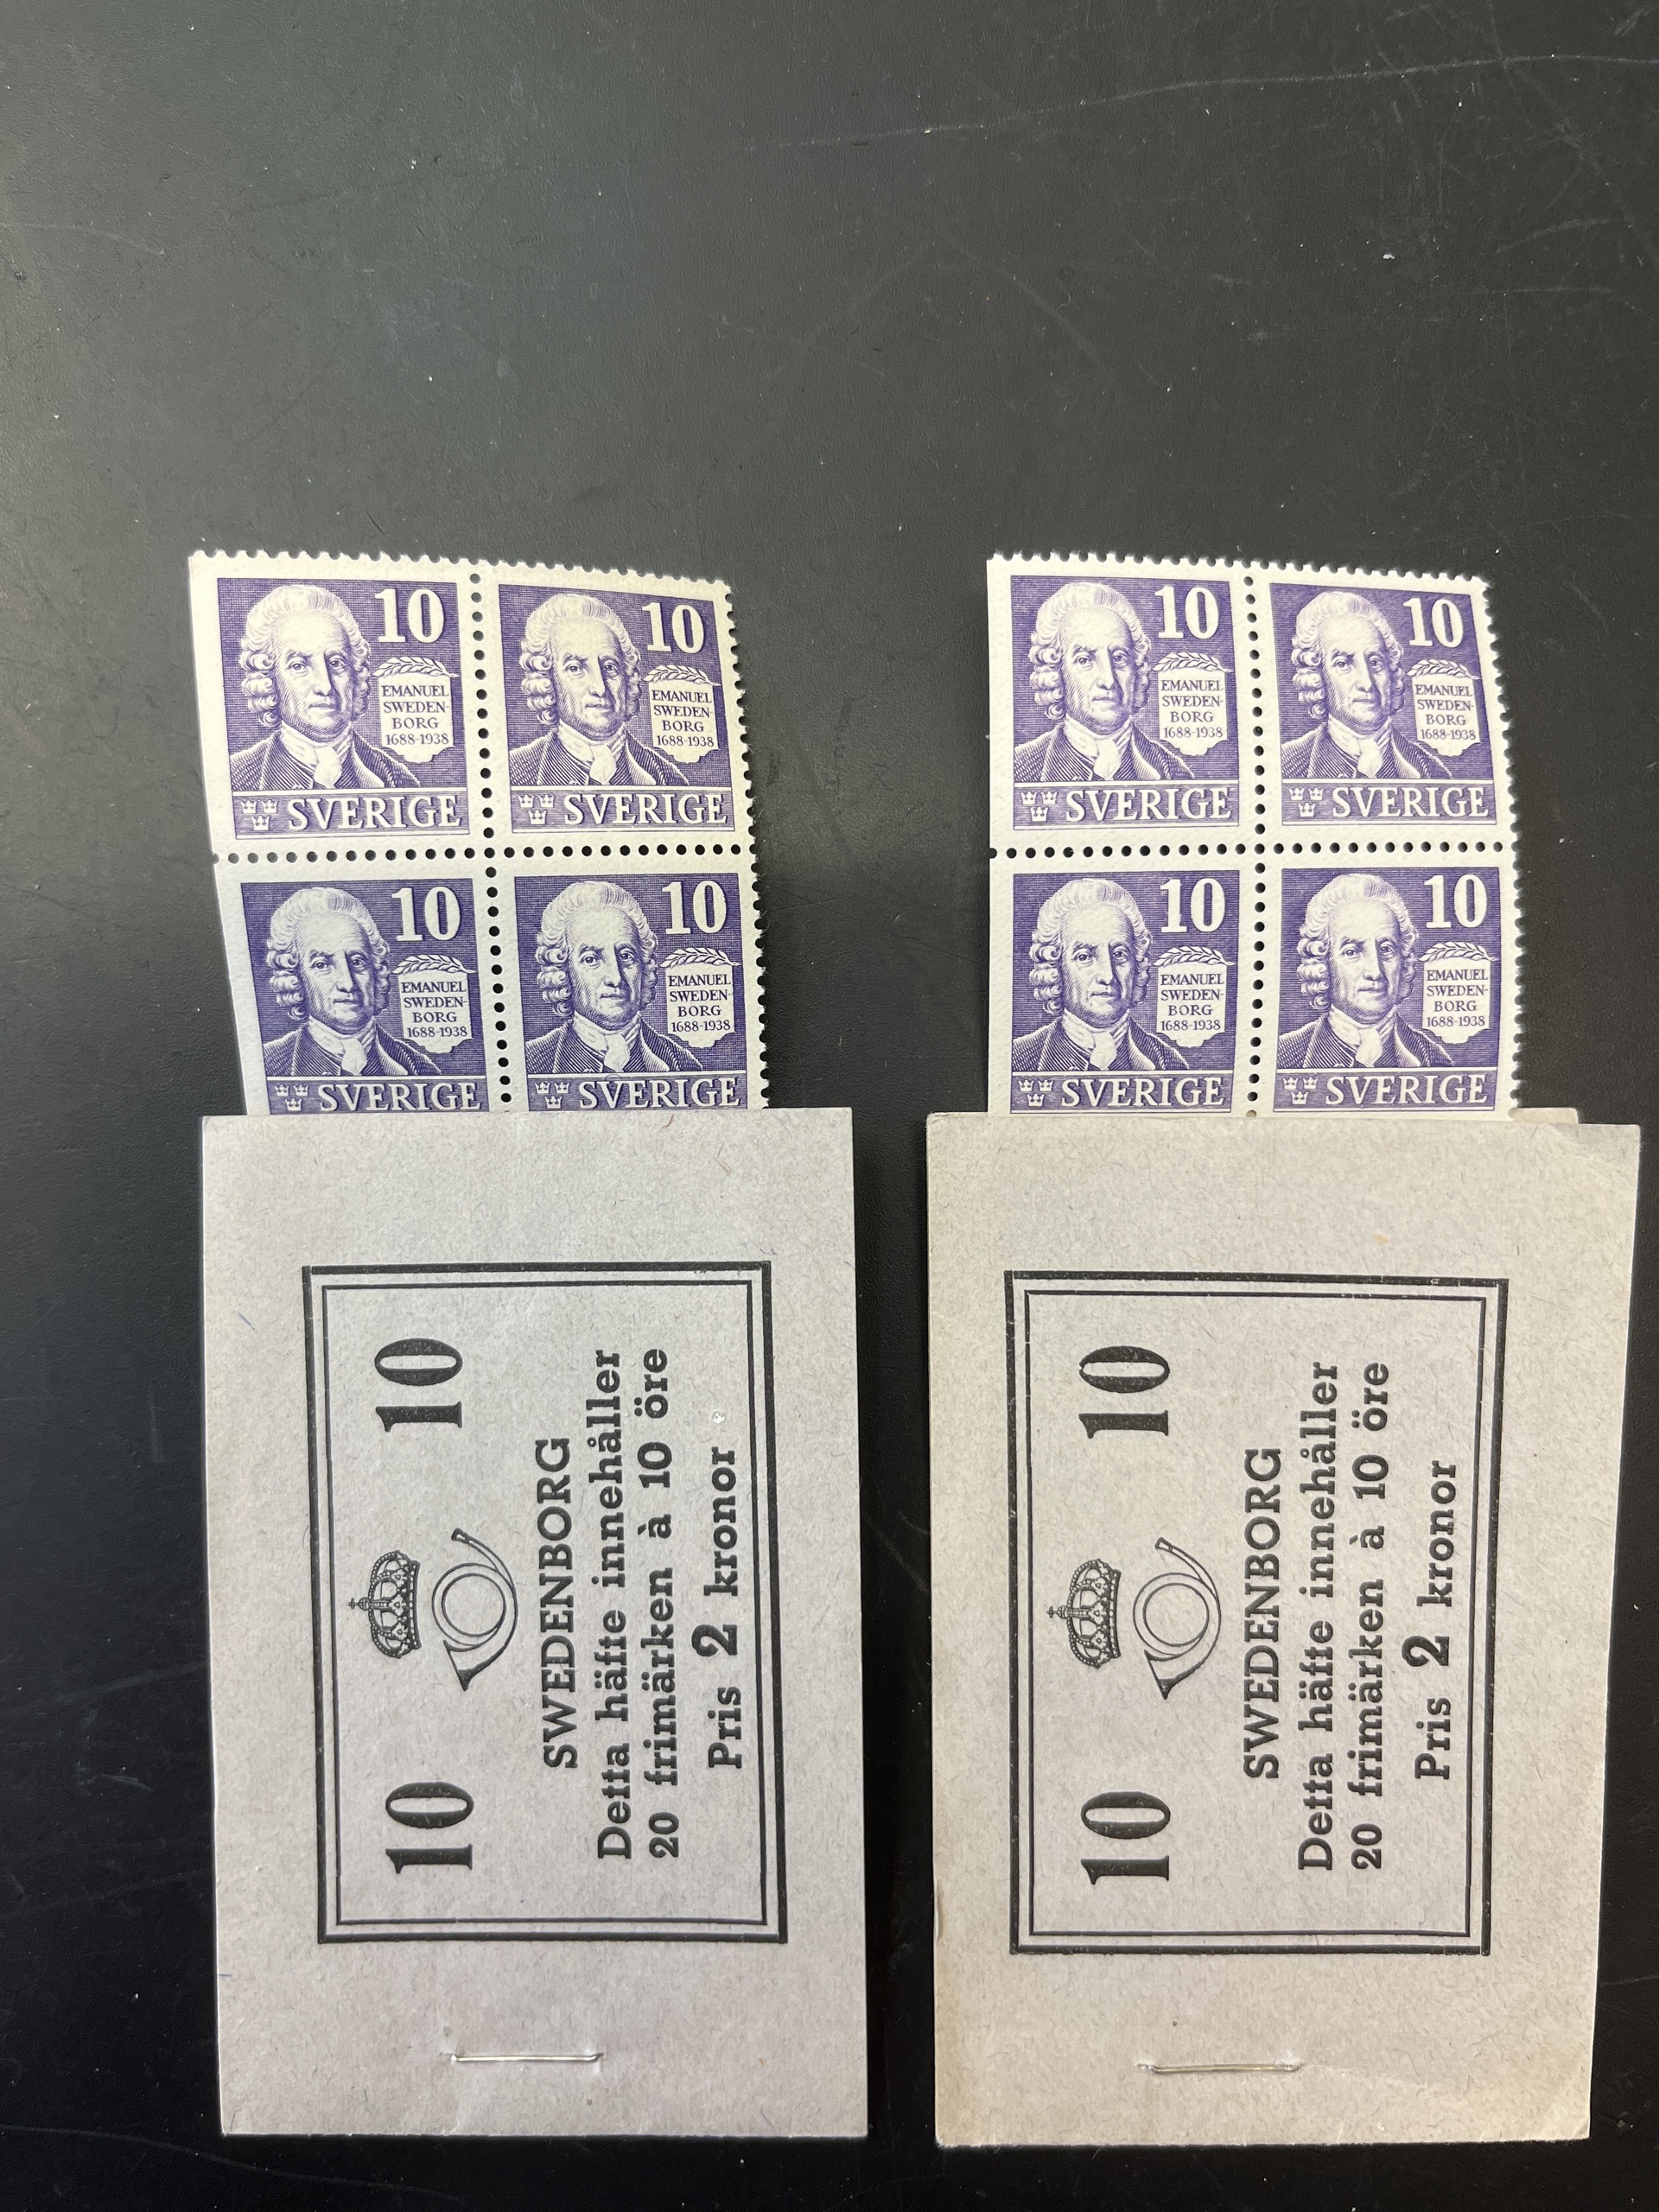 10
EMANUEL
SWEDEN-
BORG
1688-1938
SVERIGE
10
EMANUEL
SWEDEN-
BORG
1688-1938
SVERIGE
10
EMANUEL
SWEDEN-
BORG
1688-1938
SVERIGE
10
EMANUEL
SWEDEN-
BORG
1688-1938
SVERIGE
10
EMANUEL
SWEDEN-
BORG
1688-1938
SVERIGE
10
EMANUEL
SWEDEN-
BORG
1688-1938
SVERIGE
10
EMANUEL
SWEDEN-
BORG
1688-1938
SVERIGE
10
EMANUEL
SWEDEN-
BORG
1688-1938
SVERIGE
10 10
SWEDENBORG
Detta häfte innehåller
20 frimärken à 10 öre
Pris 2 kronor
10 10
SWEDENBORG
Detta häfte innehåller
20 frimärken à 10 öre
Pris 2 kronor